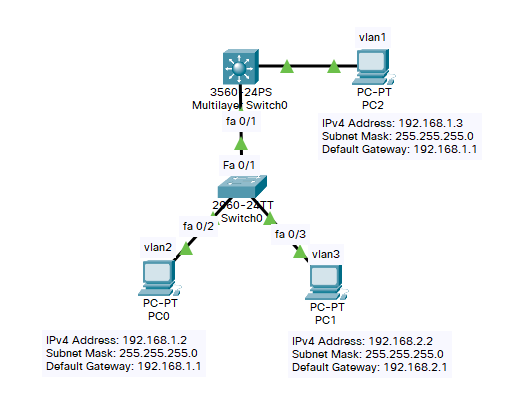 vlan1
3560-24PS
Multilayer Switch0
PC-PT
PC2
fa 0/1
IPv4 Address: 192.168.1.3
Subnet Mask: 255.255.255.0
Default Gateway: 192.168.1.1
Fa 0/1
2960-24TT
Switch0
fa 0/2
fa 0/3
vlan2
vlan3
PC-PT
PC0
PC-PT
PC1
IPv4 Address: 192.168.1.2
Subnet Mask: 255.255.255.0
Default Gateway: 192.168.1.1
IPv4 Address: 192.168.2.2
Subnet Mask: 255.255.255.0
Default Gateway: 192.168.2.1